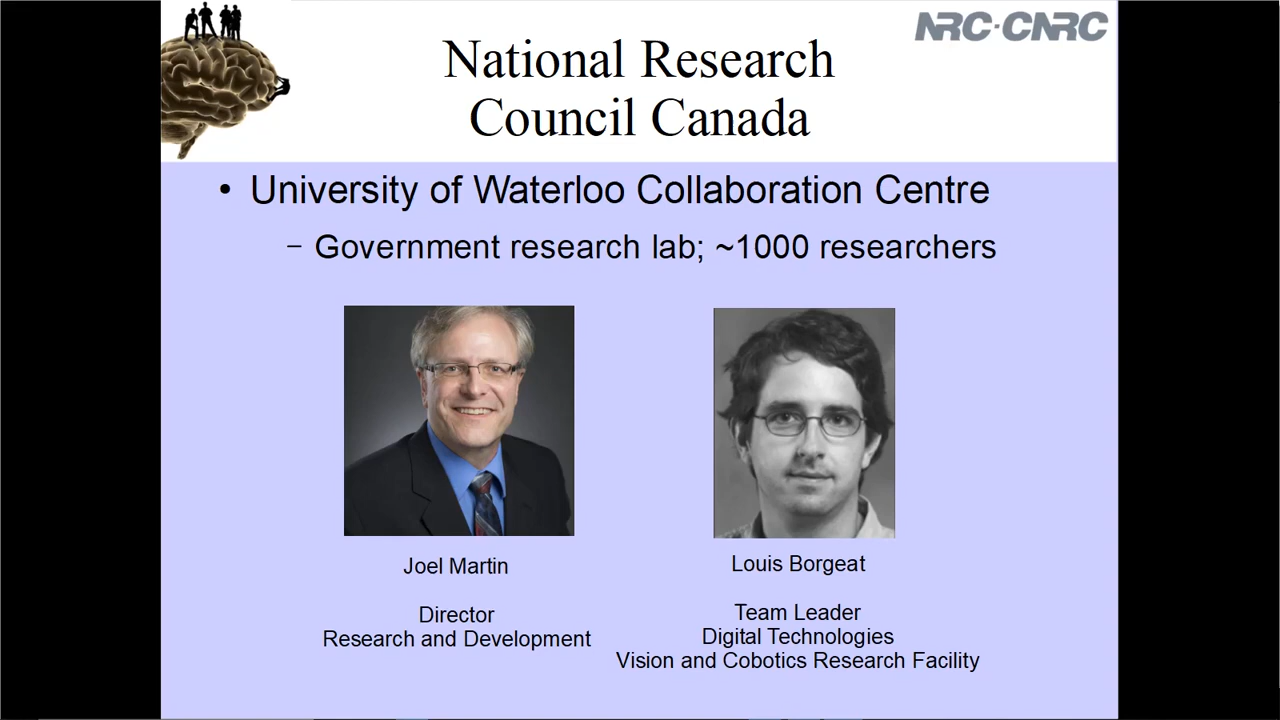 NRC·CNRC
National Research
Council Canada
• University of Waterloo Collaboration Centre
– Government research lab; ~1000 researchers
Joel Martin
Director
Research and Development
Louis Borgeat
Team Leader
Digital Technologies
Vision and Cobotics Research Facility